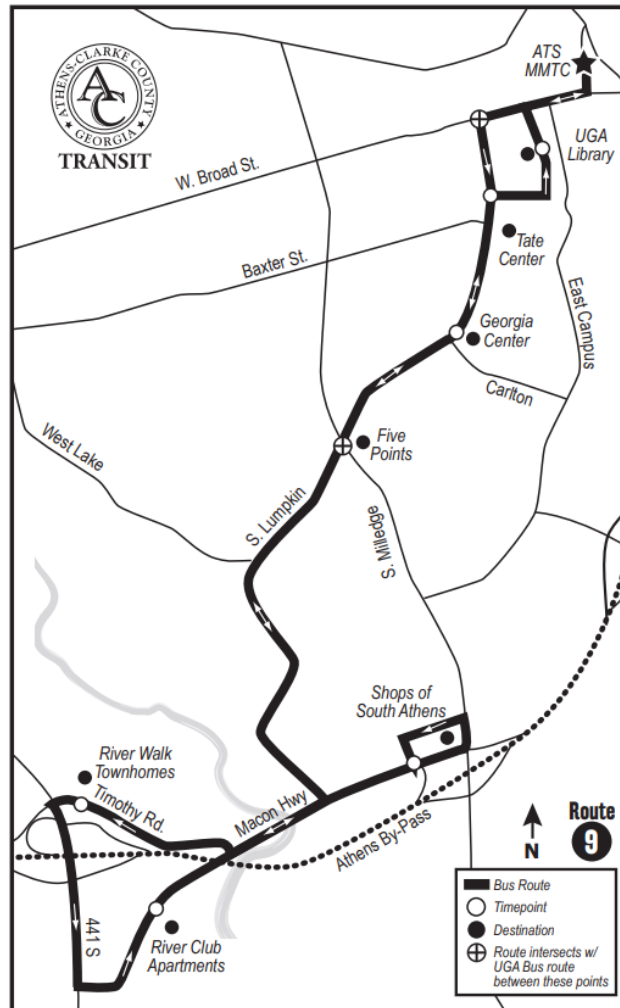 ATHENS-CLARKE COUNTY
AC
GEORGIA
TRANSIT
ATS
MMTC
UGA
Library
W. Broad St.
Tate
Center
Baxter St.
East Campus
Georgia
Center
Carlton
West Lake
Five
Points
S. Lumpkin
S. Milledge
Shops of
South Athens
River Walk
Townhomes
Timothy Rd.
Macon Hwy
Athens By-Pass
441 S
River Club
Apartments
N
Route
9
Bus Route
Timepoint
Destination
Route intersects w/
UGA Bus route
between these points